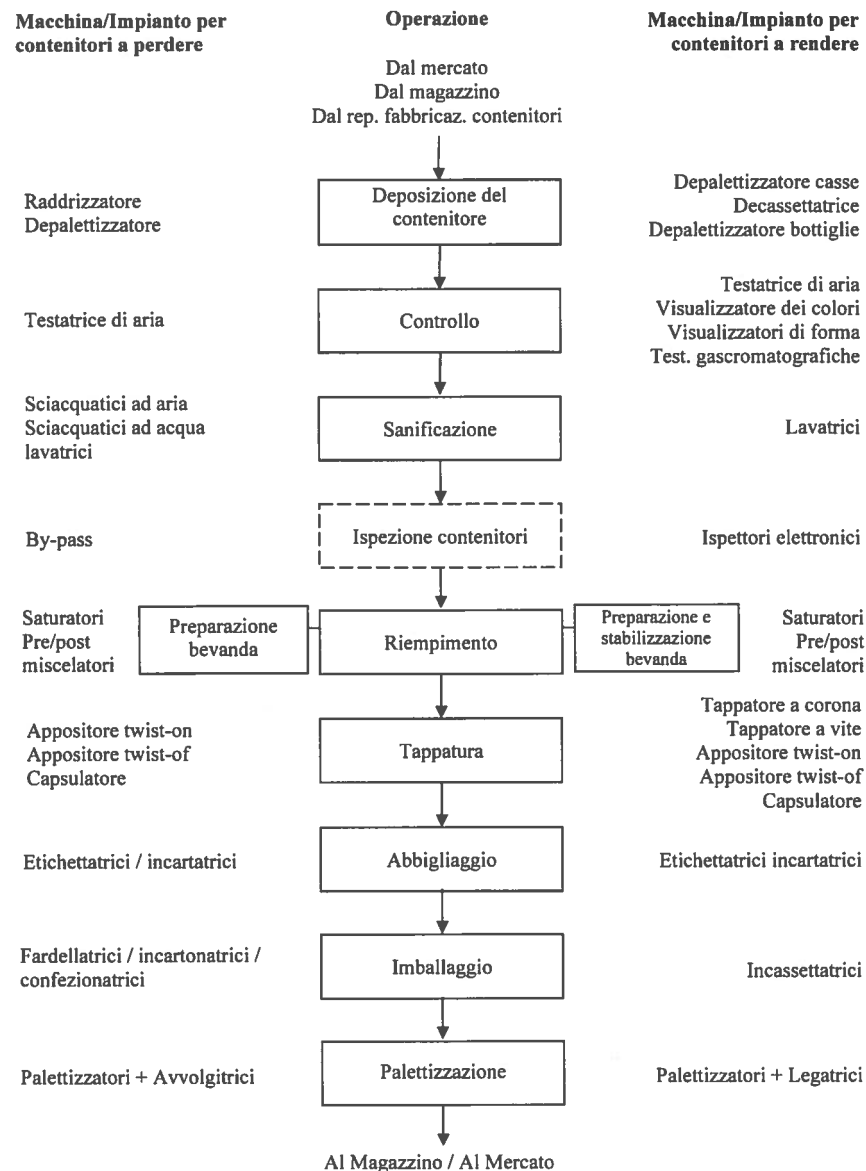 Macchina/Impianto per
contenitori a perdere
Operazione
Macchina/Impianto per
contenitori a rendere
Dal mercato
Dal magazzino
Dal rep. fabbricaz. contenitori
Raddrizzatore
Depalettizzatore
Deposizione del
contenitore
Depalettizzatore casse
Decassettatrice
Depalettizzatore bottiglie
Testatrice di aria
Controllo
Testatrice di aria
Visualizzatore dei colori
Visualizzatori di forma
Test. gascromatografiche
Sciacquatici ad aria
Sciacquatici ad acqua
lavatrici
Sanificazione
Lavatrici
By-pass
Ispezione contenitori
Ispettori elettronici
Saturatori
Pre/post
miscelatori
Preparazione
bevanda
Riempimento
Preparazione e
stabilizzazione
bevanda
Saturatori
Pre/post
miscelatori
Appositore twist-on
Appositore twist-of
Capsulatore
Tappatura
Tappatore a corona
Tappatore a vite
Appositore twist-on
Appositore twist-of
Capsulatore
Etichettatrici / incartatrici
Abbigliaggio
Etichettatrici incartatrici
Fardellatrici / incartonatrici /
confezionatrici
Imballaggio
Incassettatrici
Palettizzatori + Avvolgitrici
Palettizzazione
Palettizzatori + Legatrici
Al Magazzino / Al Mercato